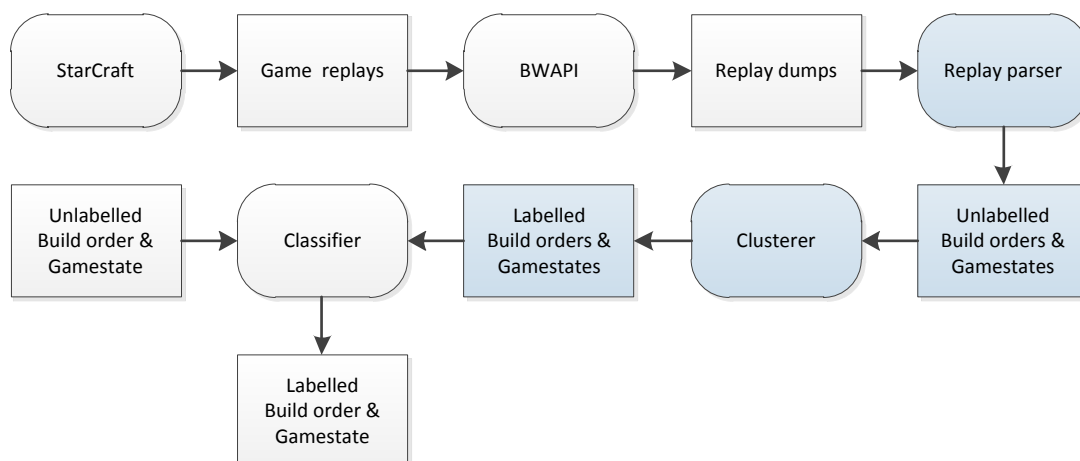 StarCraft
Game replays
BWAPI
Replay dumps
Replay parser
Unlabelled
Build order &
Gamestate
Classifier
Labelled
Build orders &
Gamestates
Clusterer
Unlabelled
Build orders &
Gamestates
Labelled
Build order &
Gamestate